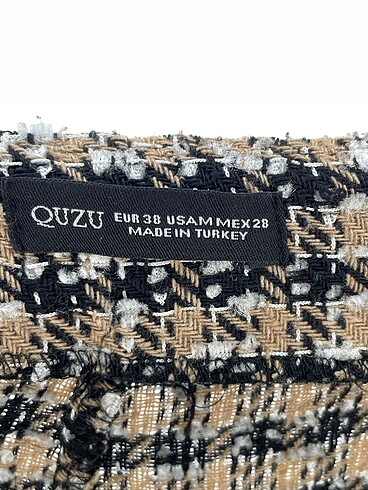 QUZU
EUR 38 USA M MEX 28
MADE IN TURKEY